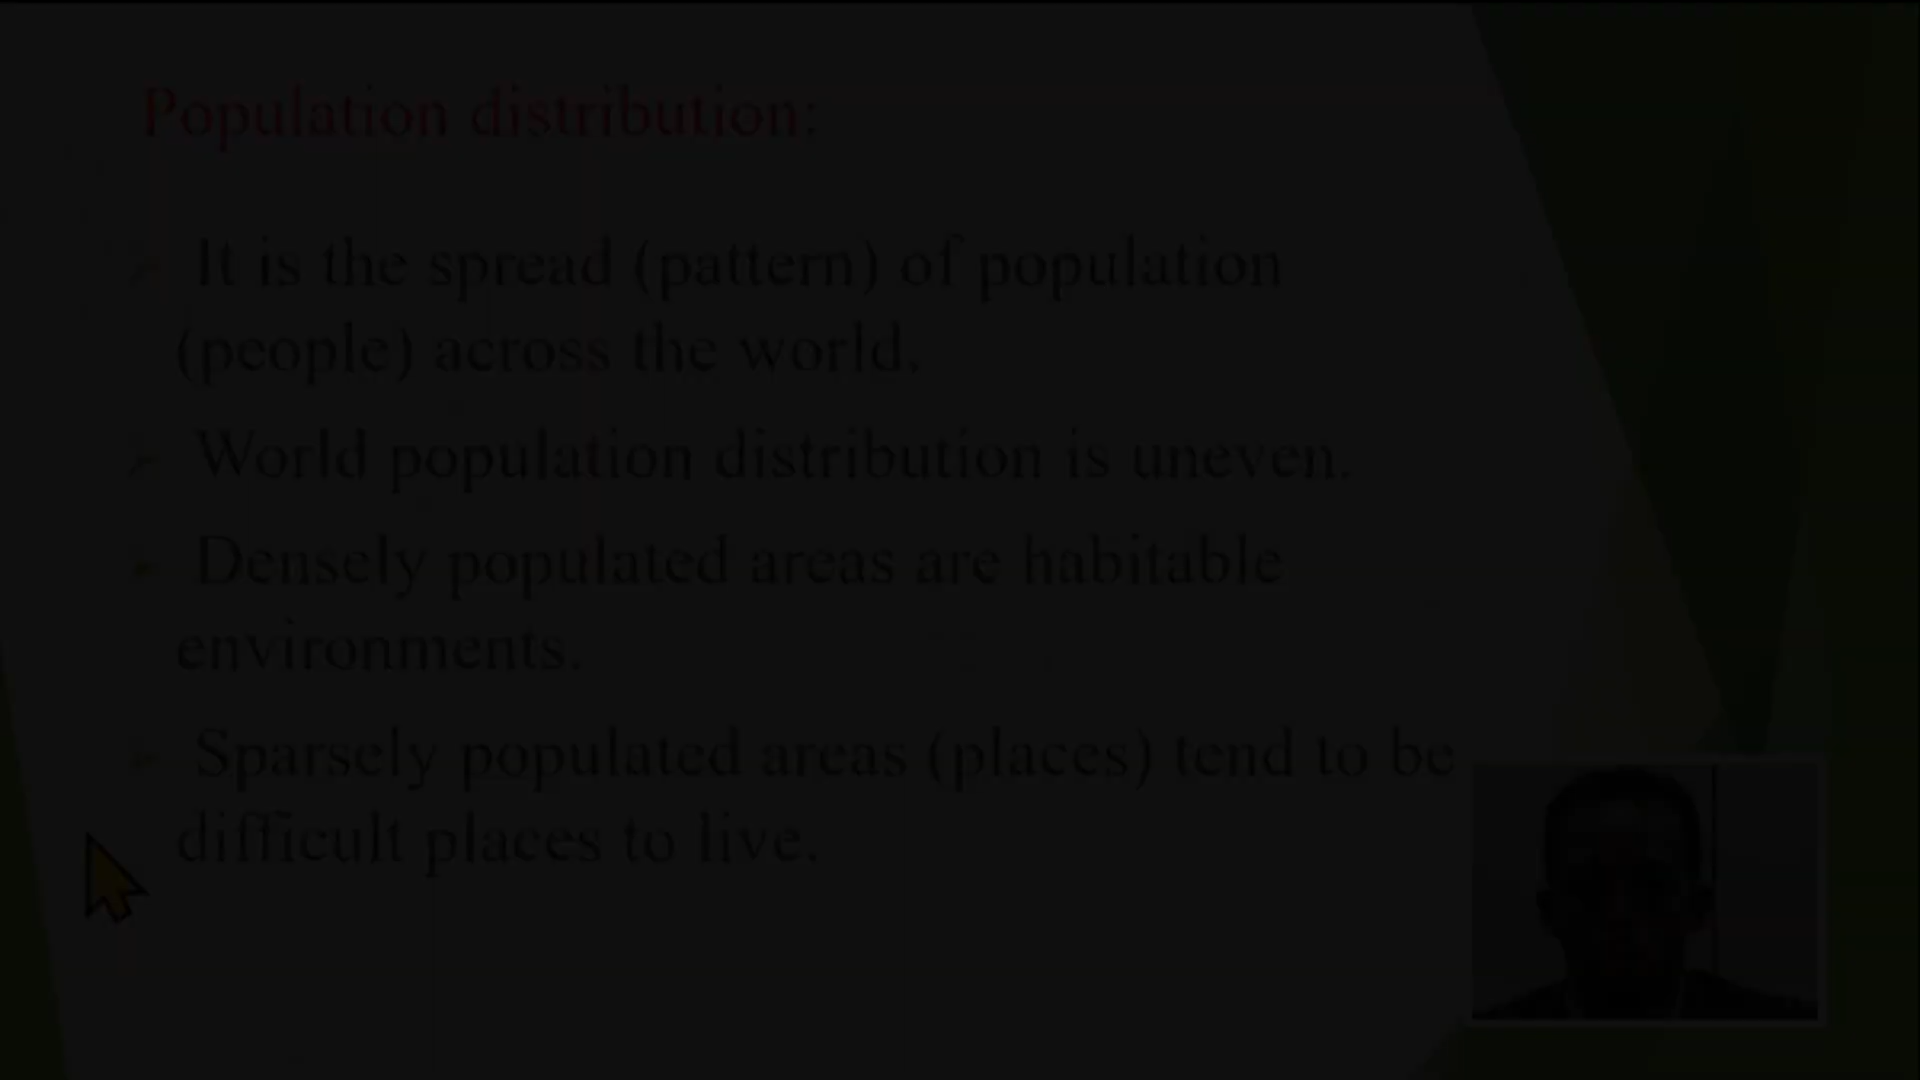 Population distribution:
It is the spread (pattern) of population
(people) across the world.
World population distribution is uneven.
Densely populated areas are habitable
environments.
Sparsely populated areas (places) tend to be
difficult places to live.